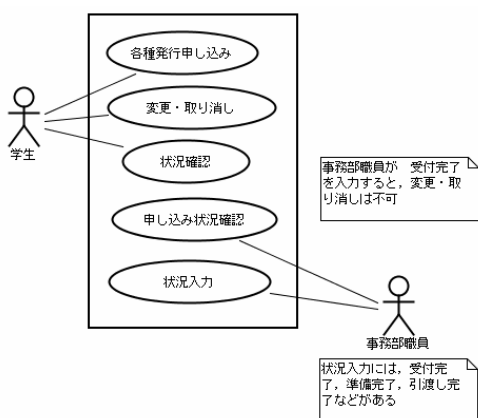 各種発行申し込み
変更・取り消し
学生
状況確認
事務部職員が　受付完了
を入力すると，変更・取
り消しは不可
申し込み状況確認
状況入力
事務部職員
状況入力には，受付完
了，準備完了，引渡し完
了などがある